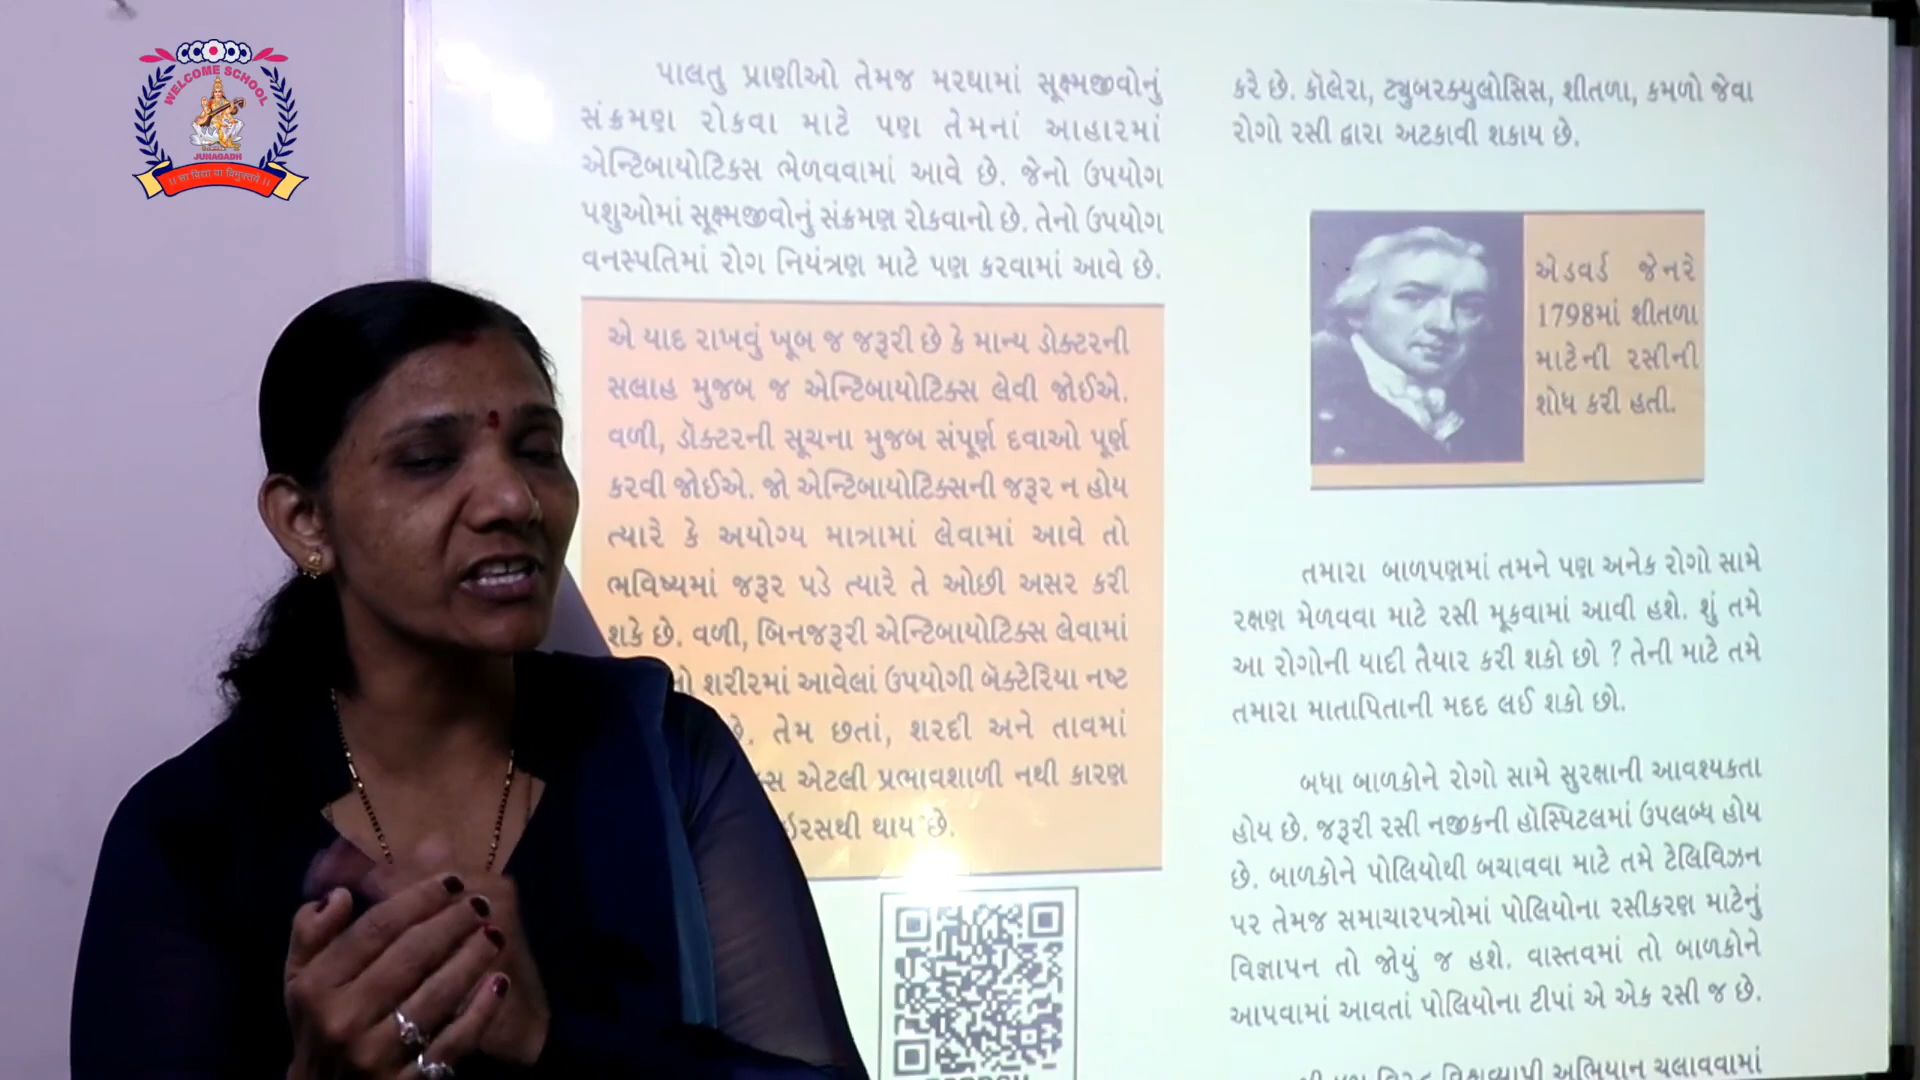 WELCOME SCHOOL
JUNAGADH
।। सा विद्या या विमुक्तये ।।
પાલતુ પ્રાણીઓ તેમજ મરઘામાં સૂક્ષ્મજીવોનું
સંક્રમણ રોકવા માટે પણ તેમનાં આહારમાં
એન્ટિબાયોટિક્સ ભેળવવામાં આવે છે. જેનો ઉપયોગ
પશુઓમાં સૂક્ષ્મજીવોનું સંક્રમણ રોકવાનો છે. તેનો ઉપયોગ
વનસ્પતિમાં રોગ નિયંત્રણ માટે પણ કરવામાં આવે છે.
એ યાદ રાખવું ખૂબ જ જરૂરી છે કે માન્ય ડોક્ટરની
સલાહ મુજબ જ એન્ટિબાયોટિક્સ લેવી જોઈએ.
વળી, ડૉક્ટરની સૂચના મુજબ સંપૂર્ણ દવાઓ પૂર્ણ
કરવી જોઈએ. જો એન્ટિબાયોટિક્સની જરૂર ન હોય
ત્યારે કે અયોગ્ય માત્રામાં લેવામાં આવે તો
ભવિષ્યમાં જરૂર પડે ત્યારે તે ઓછી અસર કરી
શકે છે. વળી, બિનજરૂરી એન્ટિબાયોટિક્સ લેવામાં
શરીરમાં આવેલાં ઉપયોગી બૅક્ટેરિયા નષ્ટ
છે. તેમ છતાં, શરદી અને તાવમાં
એટલી પ્રભાવશાળી નથી કારણ
થાય છે.
કરે છે. કૉલેરા, ટ્યુબરક્યુલોસિસ, શીતળા, કમળો જેવા
રોગો રસી દ્વારા અટકાવી શકાય છે.
એડવર્ડ જેનરે
1798માં શીતળા
માટેની રસીની
શોધ કરી હતી.
તમારા બાળપણમાં તમને પણ અનેક રોગો સામે
રક્ષણ મેળવવા માટે રસી મૂકવામાં આવી હશે. શું તમે
આ રોગોની યાદી તૈયાર કરી શકો છો ? તેની માટે તમે
તમારા માતાપિતાની મદદ લઈ શકો છો.
બધા બાળકોને રોગો સામે સુરક્ષાની આવશ્યકતા
હોય છે. જરૂરી રસી નજીકની હૉસ્પિટલમાં ઉપલબ્ધ હોય
છે. બાળકોને પોલિયોથી બચાવવા માટે તમે ટેલિવિઝન
પર તેમજ સમાચારપત્રોમાં પોલિયોના રસીકરણ માટેનું
વિજ્ઞાપન તો જોયું જ હશે. વાસ્તવમાં તો બાળકોને
આપવામાં આવતાં પોલિયોના ટીપાં એ એક રસી જ છે.
વિશ્વવ્યાપી અભિયાન ચલાવવામાં